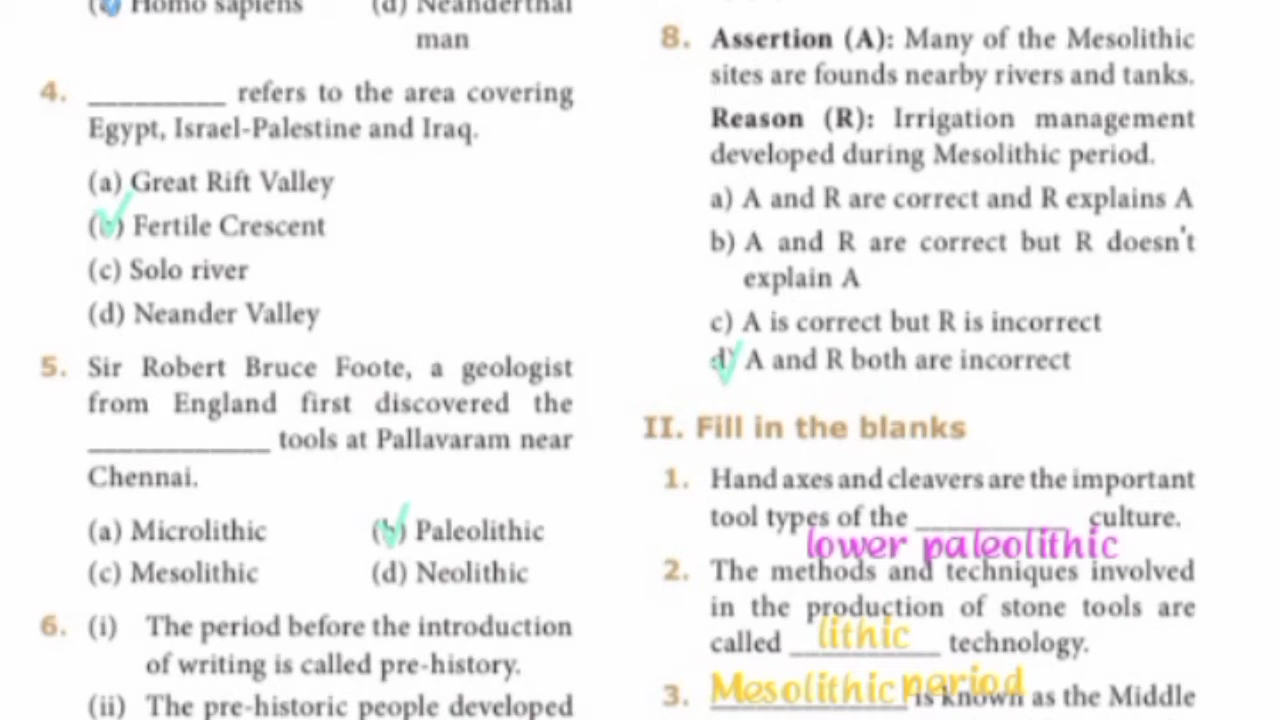 Homo sapiens (d) Neanderthal
man
4. __________ refers to the area covering
Egypt, Israel-Palestine and Iraq.
(a) Great Rift Valley
(b) Fertile Crescent
(c) Solo river
(d) Neander Valley
5. Sir Robert Bruce Foote, a geologist
from England first discovered the
_____________ tools at Pallavaram near
Chennai.
(a) Microlithic (b) Paleolithic
(c) Mesolithic (d) Neolithic
6. (i) The period before the introduction
of writing is called pre-history.
(ii) The pre-historic people developed
8. Assertion (A): Many of the Mesolithic
sites are founds nearby rivers and tanks.
Reason (R): Irrigation management
developed during Mesolithic period.
a) A and R are correct and R explains A
b) A and R are correct but R doesn't
explain A
c) A is correct but R is incorrect
d) A and R both are incorrect
II. Fill in the blanks
1. Hand axes and cleavers are the important
tool types of the ___________ culture.
lower paleolithic
2. The methods and techniques involved
in the production of stone tools are
called lithic technology.
3. Mesolithic period is known as the Middle